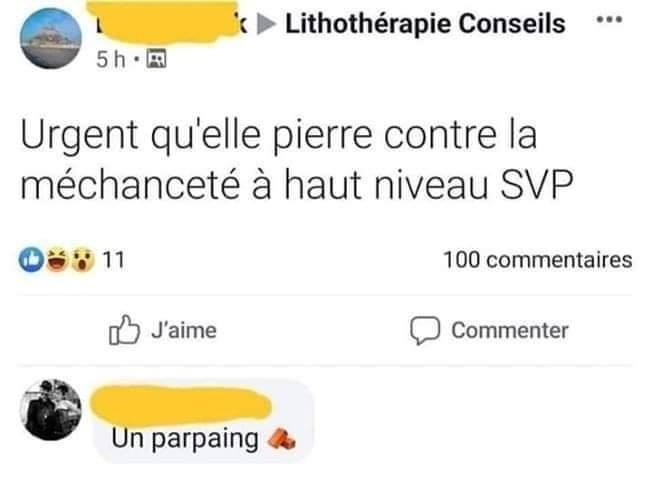 Lithothérapie Conseils
5 h
Urgent qu'elle pierre contre la
méchanceté à haut niveau SVP
11
100 commentaires
J'aime
Commenter
Un parpaing